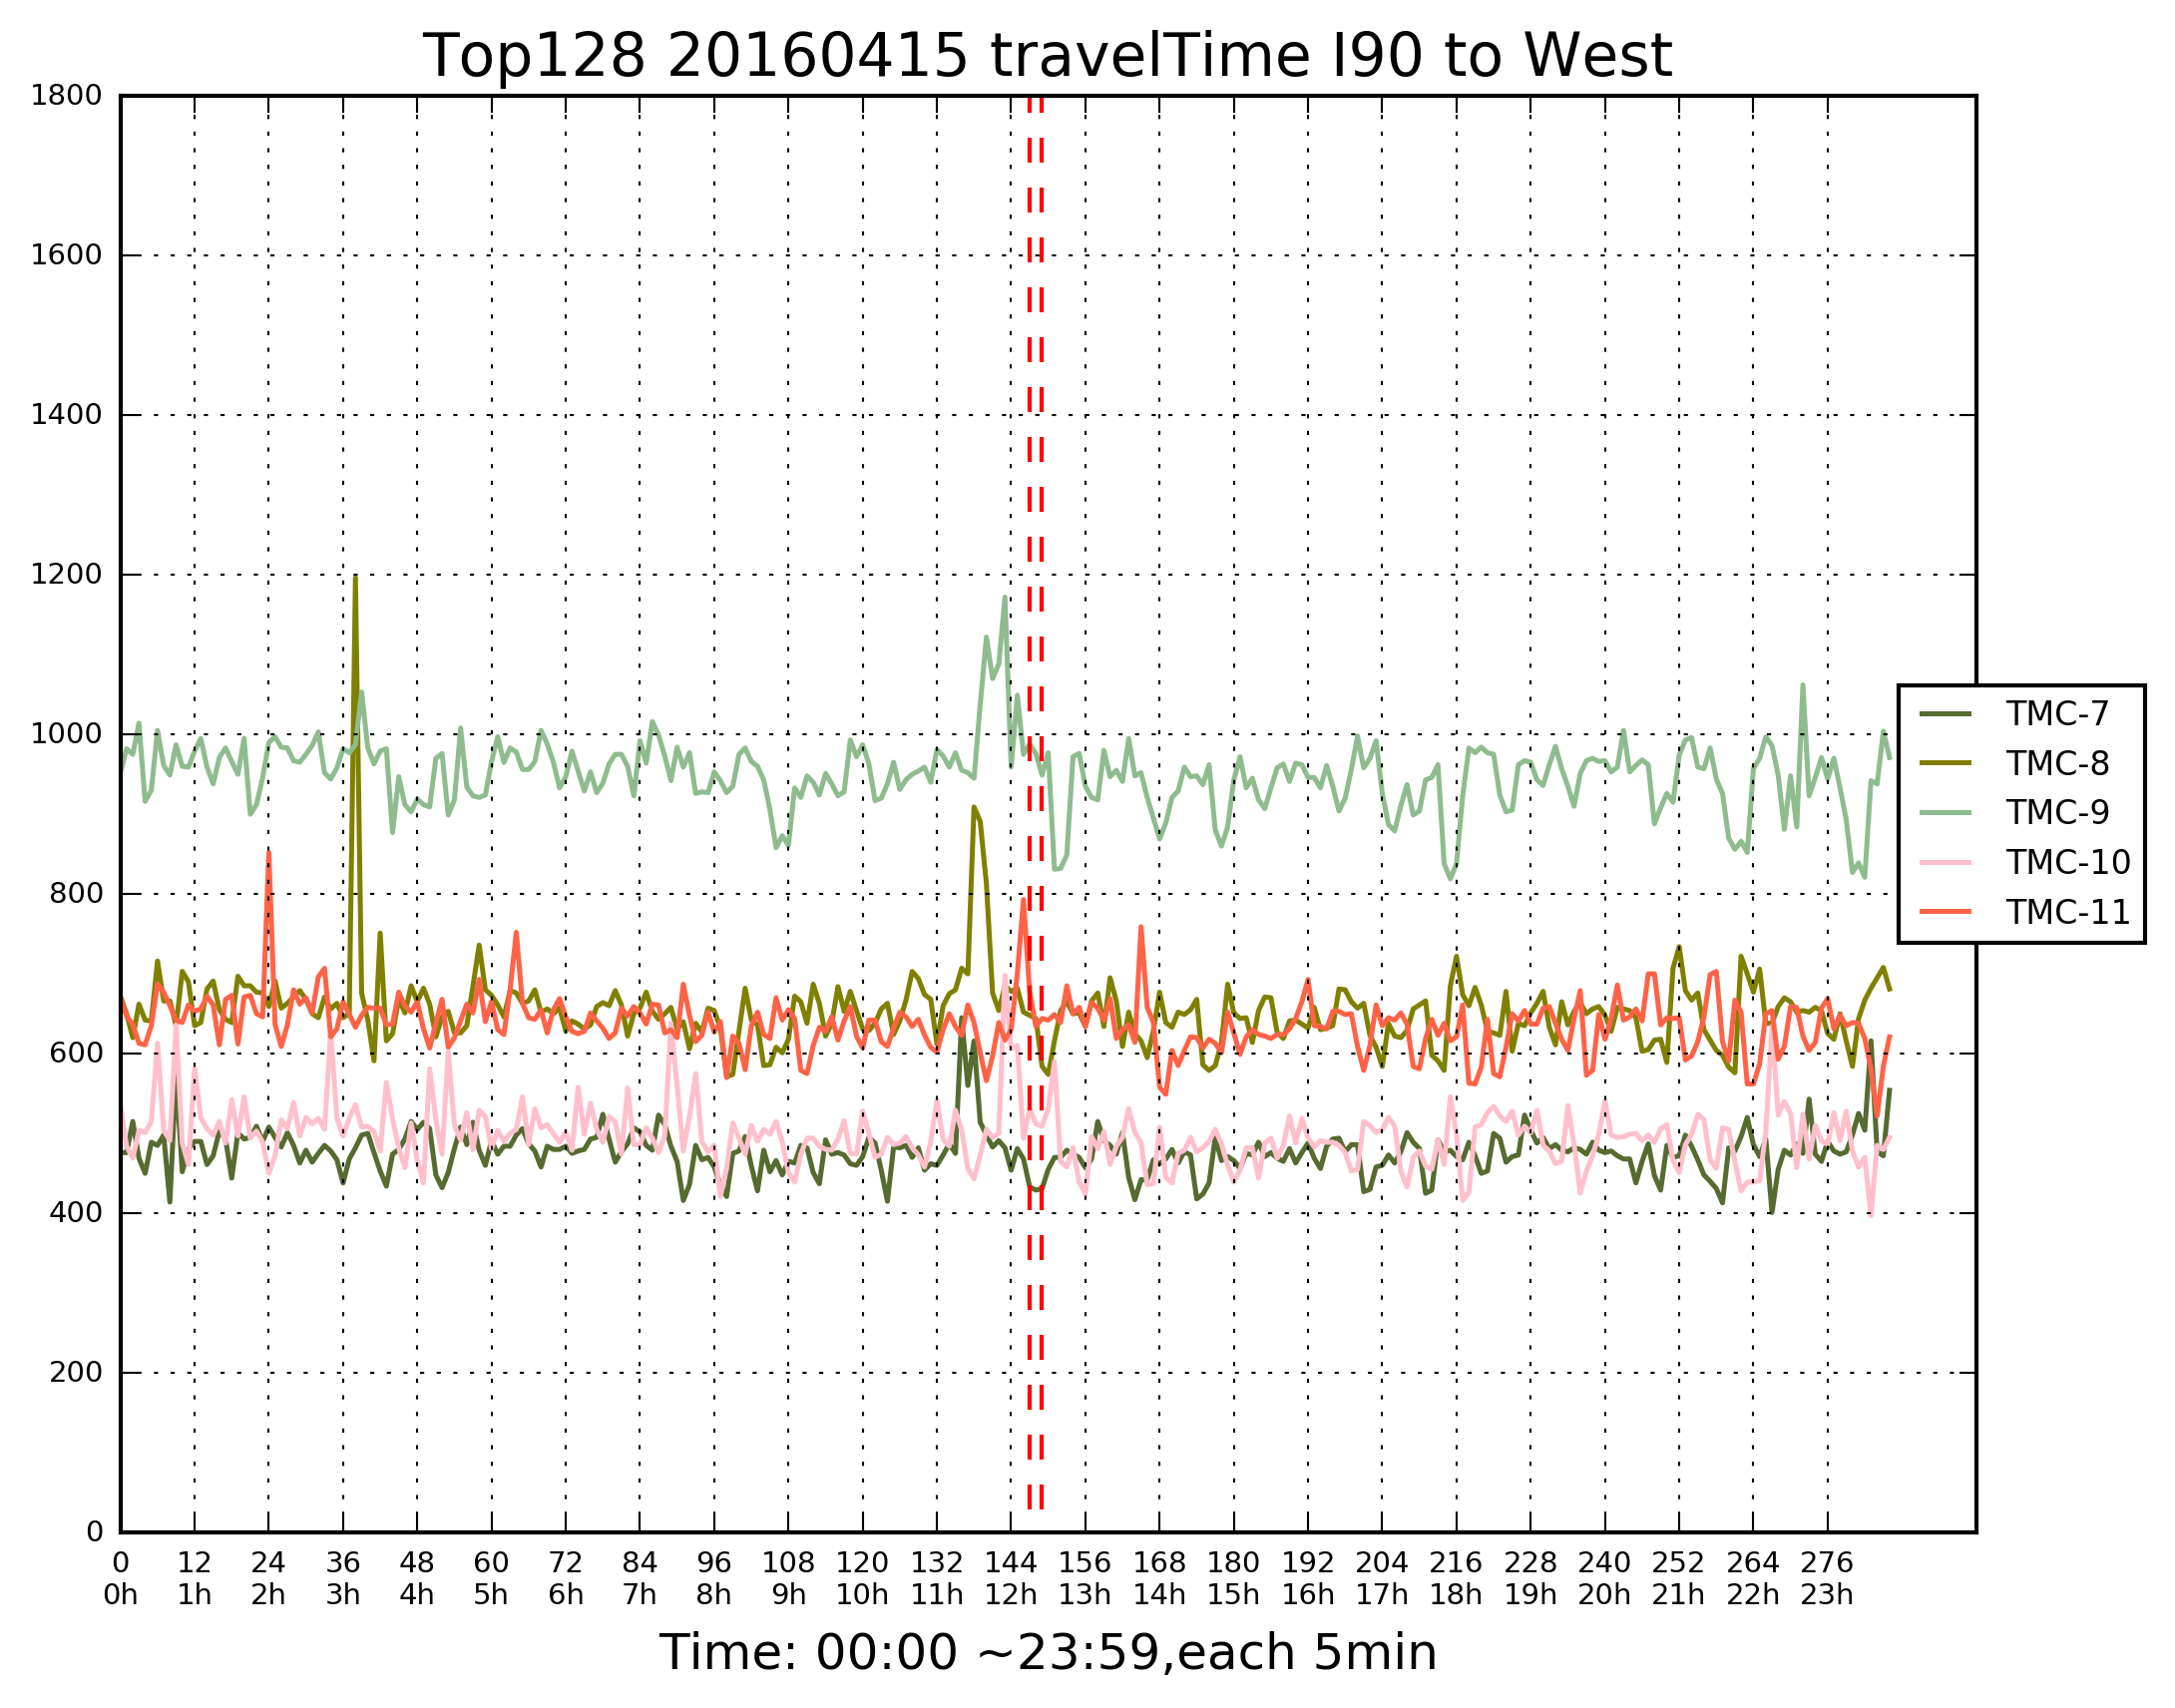 Top128 20160415 travelTime I90 to West
1800
1600
1400
1200
1000
800
600
400
200
0
TMC-7
TMC-8
TMC-9
TMC-10
TMC-11
0 12 24 36 48 60 72 84 96 108 120 132 144 156 168 180 192 204 216 228 240 252 264 276
0h 1h 2h 3h 4h 5h 6h 7h 8h 9h 10h 11h 12h 13h 14h 15h 16h 17h 18h 19h 20h 21h 22h 23h
Time: 00:00 ~23:59,each 5min